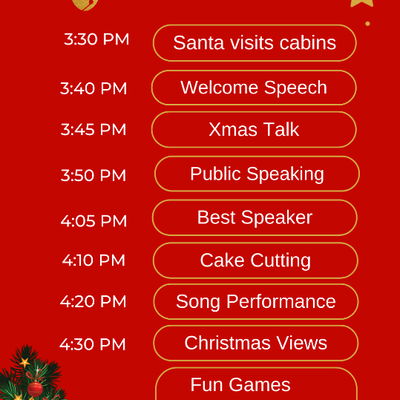 3:30 PM Santa visits cabins
3:40 PM Welcome Speech
3:45 PM Xmas Talk
3:50 PM Public Speaking
4:05 PM Best Speaker
4:10 PM Cake Cutting
4:20 PM Song Performance
4:30 PM Christmas Views
Fun Games